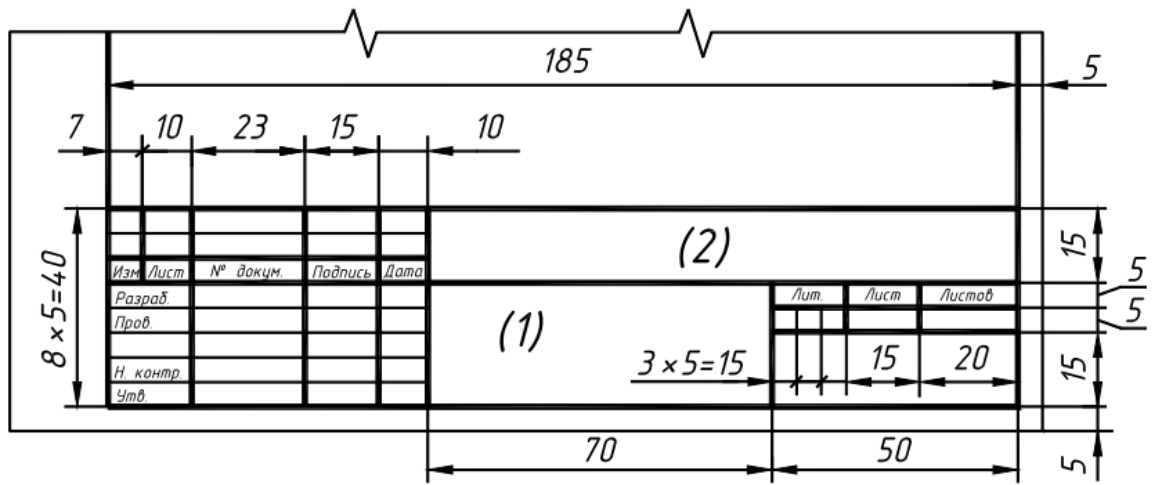 185
5
7 10 23 15 10
8 × 5=40
(2)
15
Изм Лист № докум. Подпись Дата
5
Разраб.
Лит. Лист Листов
5
Пров.
(1)
3 × 5=15
15 20
15
Н. контр.
Утв.
70 50
5